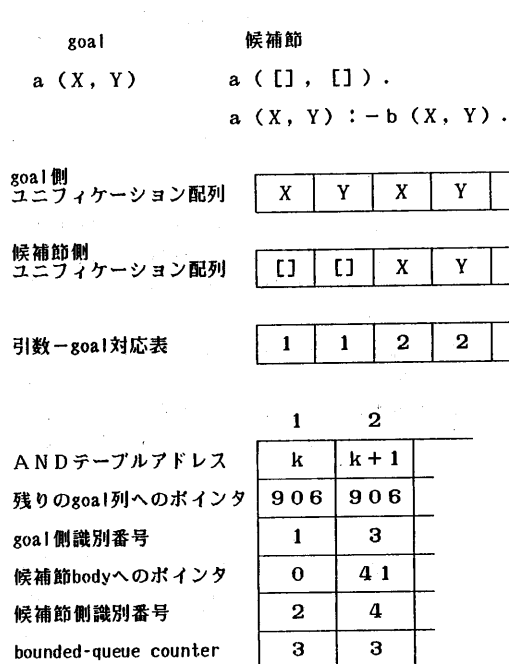 goal 候補節
a (X, Y) a ([], []).
a (X, Y) :-b (X, Y).
goal側
ユニフィケーション配列 X Y X Y
候補節側
ユニフィケーション配列 [] [] X Y
引数-goal対応表 1 1 2 2
1 2
ANDテーブルアドレス k k+1
残りのgoal列へのポインタ 906 906
goal側識別番号 1 3
候補節bodyへのポインタ 0 41
候補節側識別番号 2 4
bounded-queue counter 3 3